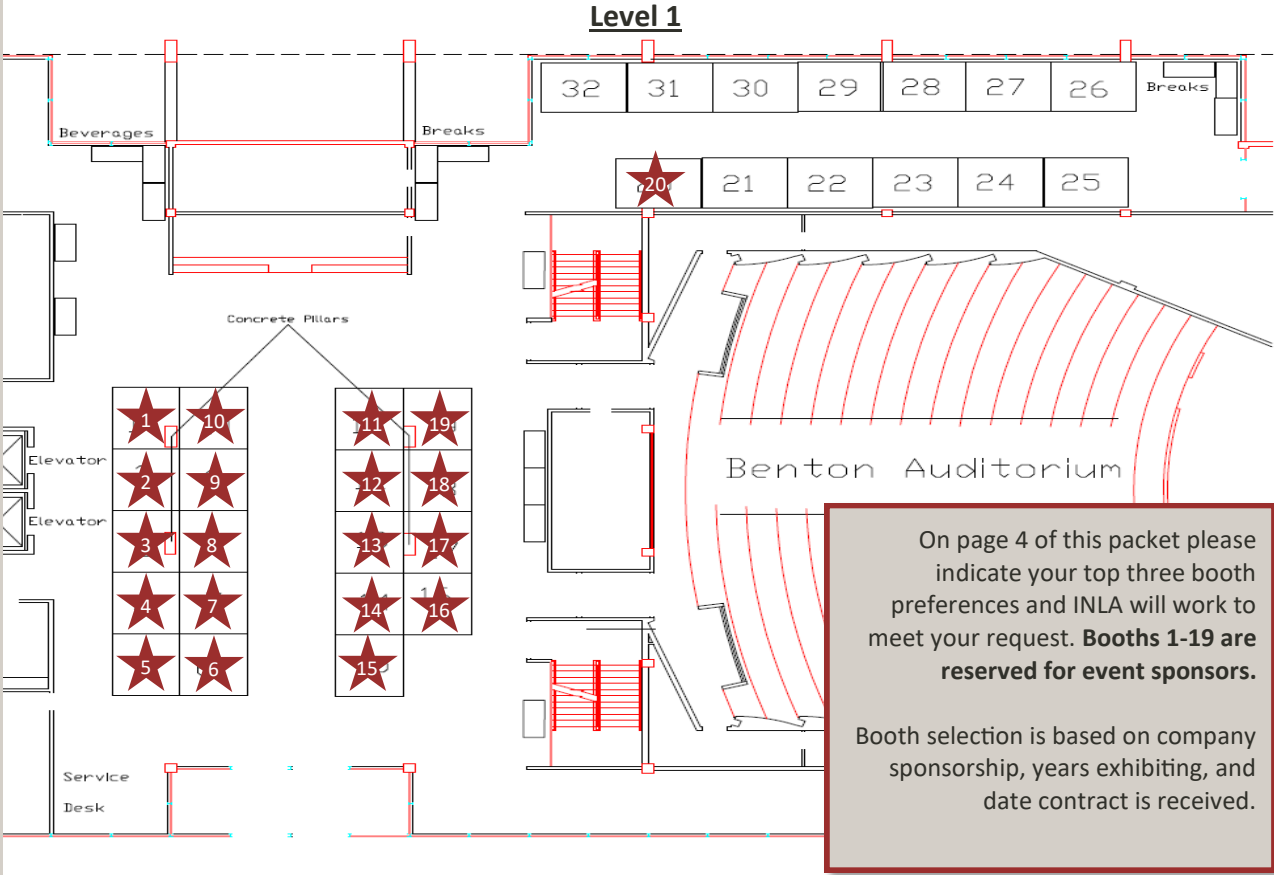 Level 1
32 31 30 29 28 27 26
Breaks
Beverages
Breaks
20 21 22 23 24 25
Concrete Pillars
1 10 11 19
Elevator
2 9 12 18
Elevator
3 8 13 17
4 7 14 16
5 6 15
Benton Auditorium
On page 4 of this packet please
indicate your top three booth
preferences and INLA will work to
meet your request. Booths 1-19 are
reserved for event sponsors.
Booth selection is based on company
sponsorship, years exhibiting, and
date contract is received.
Service
Desk